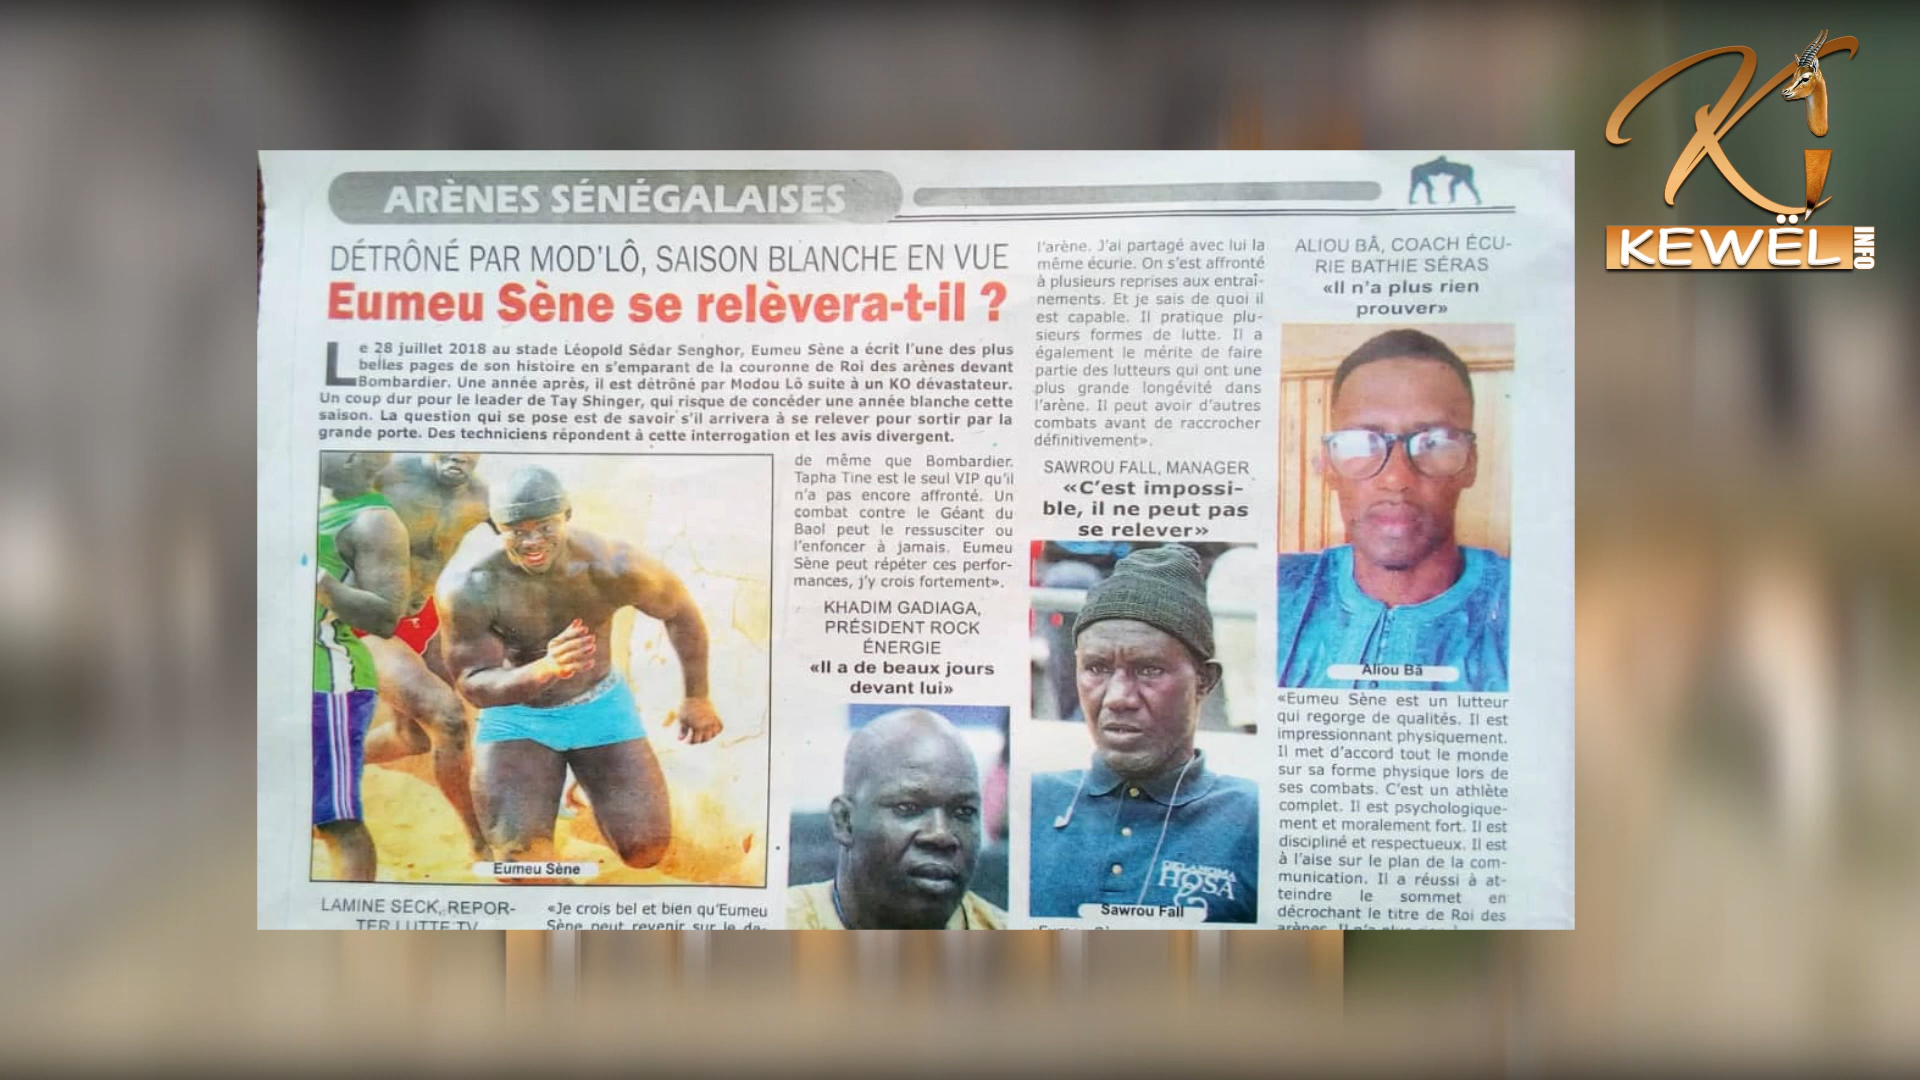 ARÈNES SÉNÉGALAISES
DÉTRÔNÉ PAR MOD'LÔ, SAISON BLANCHE EN VUE
Eumeu Sène se relèvera-t-il ?
Le 28 juillet 2018 au stade Léopold Sédar Senghor, Eumeu Sène a écrit l'une des plus
belles pages de son histoire en s'emparant de la couronne de Roi des arènes devant
Bombardier. Une année après, il est détrôné par Modou Lô suite à un KO dévastateur.
Un coup dur pour le leader de Tay Shinger, qui risque de concéder une année blanche cette
saison. La question qui se pose est de savoir s'il arrivera à se relever pour sortir par la
grande porte. Des techniciens répondent à cette interrogation et les avis divergent.
Eumeu Sène
LAMINE SECK, REPOR-
TER LUTTE TV
«Je crois bel et bien qu'Eumeu
Sène peut revenir sur le de-
de même que Bombardier.
Tapha Tine est le seul VIP qu'il
n'a pas encore affronté. Un
combat contre le Géant du
Baol peut le ressusciter ou
l'enfoncer à jamais. Eumeu
Sène peut répéter ces perfor-
mances, j'y crois fortement».
KHADIM GADIAGA,
PRÉSIDENT ROCK
ÉNERGIE
«Il a de beaux jours
devant lui»
l'arène. J'ai partagé avec lui la
même écurie. On s'est affronté
à plusieurs reprises aux entraî-
nements. Et je sais de quoi il
est capable. Il pratique plu-
sieurs formes de lutte. Il a
également le mérite de faire
partie des lutteurs qui ont une
plus grande longévité dans
l'arène. Il peut avoir d'autres
combats avant de raccrocher
définitivement».
SAWROU FALL, MANAGER
«C'est impossi-
ble, il ne peut pas
se relever»
OKLAHOMA
HOSA
Sawrou Fall
ALIOU BÂ, COACH ÉCU-
RIE BATHIE SÉRAS
«Il n'a plus rien
prouver»
Aliou Bâ
«Eumeu Sène est un lutteur
qui regorge de qualités. Il est
impressionnant physiquement.
Il met d'accord tout le monde
sur sa forme physique lors de
ses combats. C'est un athlète
complet. Il est psychologique-
ment et moralement fort. Il est
discipliné et respectueux. Il est
à l'aise sur le plan de la com-
munication. Il a réussi à at-
teindre le sommet en
décrochant le titre de Roi des
K
KEWËL
INFO